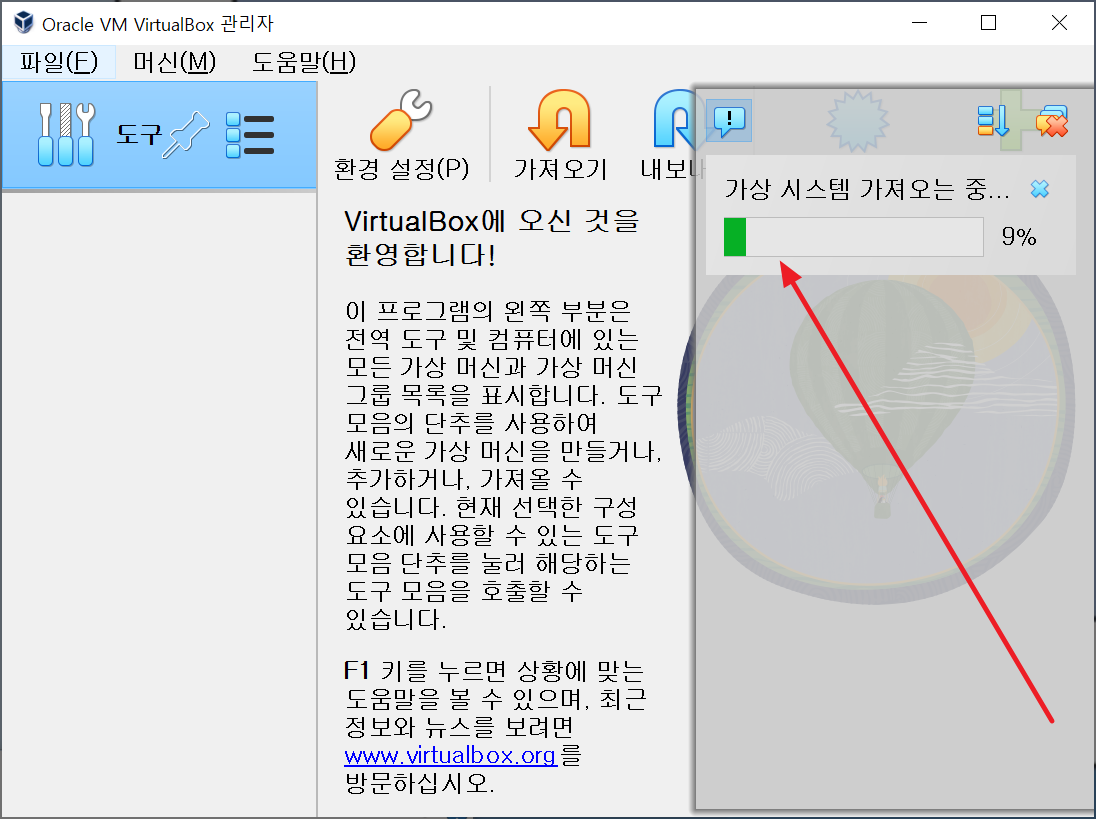 Oracle VM VirtualBox 관리자
파일(F) 머신(M) 도움말(H)
도구
환경 설정(P) 가져오기 내보내
가상 시스템 가져오는 중...
9%
VirtualBox에 오신 것을
환영합니다!
이 프로그램의 왼쪽 부분은
전역 도구 및 컴퓨터에 있는
모든 가상 머신과 가상 머신
그룹 목록을 표시합니다. 도구
모음의 단추를 사용하여
새로운 가상 머신을 만들거나,
추가하거나, 가져올 수
있습니다. 현재 선택한 구성
요소에 사용할 수 있는 도구
모음 단추를 눌러 해당하는
도구 모음을 호출할 수
있습니다.
F1 키를 누르면 상황에 맞는
도움말을 볼 수 있으며, 최근
정보와 뉴스를 보려면
www.virtualbox.org를
방문하십시오.